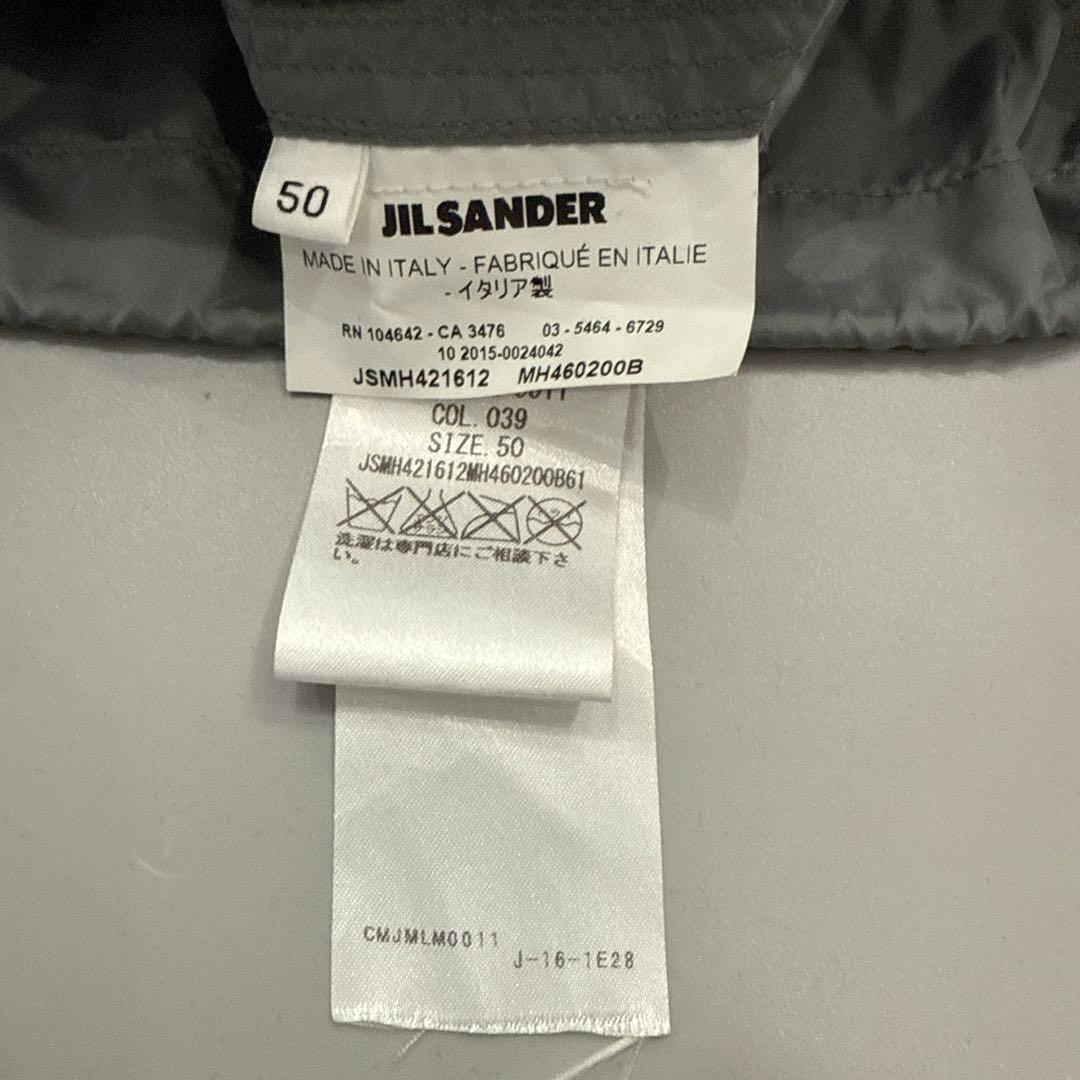 50
JIL SANDER
MADE IN ITALY - FABRIQUÉ EN ITALIE
- イタリア製
RN 104642 - CA 3476 03 - 5464 - 6729
10 2015-0024042
JSMH421612 MH460200B
COL. 039
SIZE. 50
JSMH421612MH460200B61
洗濯は専門店にご相談下さ
い。
CMJMLM0011
J-16-1E28